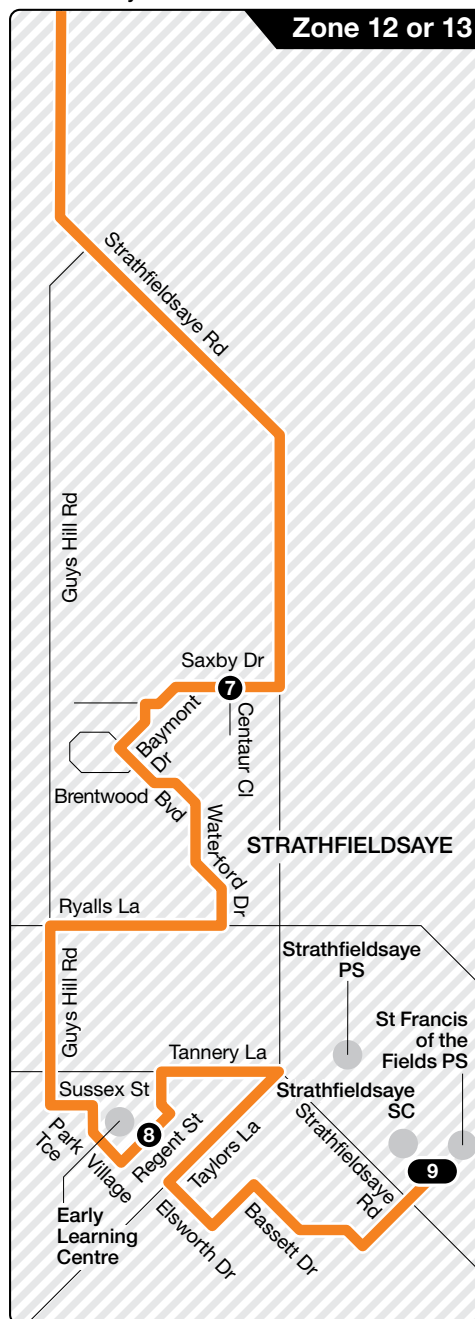 Zone 12 or 13
Strathfieldsaye Rd
Guys Hill Rd
Saxby Dr
7
Baymont
Dr
Centaur Cl
Brentwood Bvd
Waterford Dr
STRATHFIELDSAYE
Ryalls La
Strathfieldsaye
PS
Guys Hill Rd
St Francis
of the
Fields PS
Tannery La
Sussex St
Strathfieldsaye
SC
8
Regent St
Park Village
Tce
Taylors La
Strathfieldsaye
Rd
9
Early
Learning
Centre
Elsworth Dr
Bassett Dr